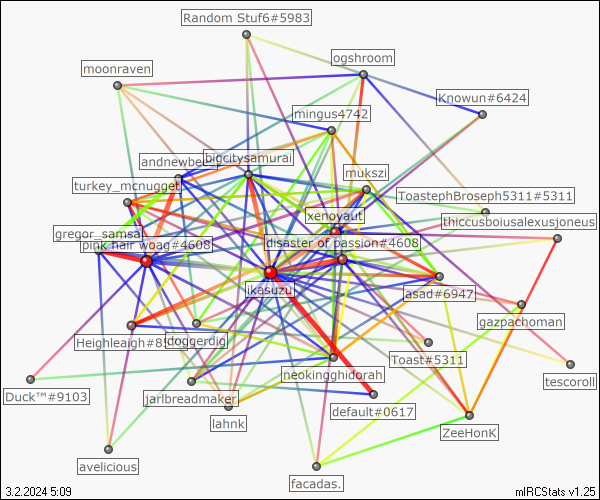 Random Stuf6#5983
ogshroom
moonraven
Knowun#6424
mingus4742
bigcitysamurai
mukszi
turkey_mcnugget
ToastephBroseph5311#5311
xenoyaut
thiccusboiusalexusjoneus
gregor_samsa
pink hair woag#4608
disaster of passion#4608
ikasuzu
asad#6947
gazpachoman
Heighleaigh#85
doggerdig
Toast#5311
neokingghidorah
tescoroll
Duck™#9103
jarlbreadmaker
default#0617
lahnk
ZeeHonK
avelicious
facadas.
3.2.2024 5:09
mIRCStats v1.25